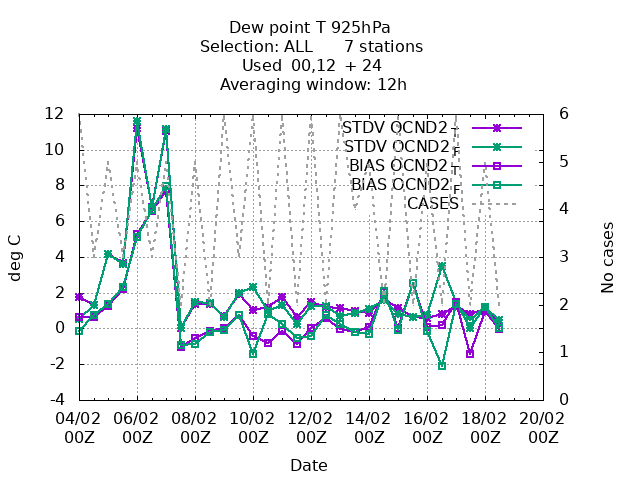 Dew point T 925hPa
Selection: ALL 7 stations
Used 00,12 + 24
Averaging window: 12h
12
10
8
6
4
2
0
-2
-4
deg C
6
5
4
3
2
1
0
No cases
STDV OCND2_T
STDV OCND2_F
BIAS OCND2_T
BIAS OCND2_F
CASES
04/02 06/02 08/02 10/02 12/02 14/02 16/02 18/02 20/02
00Z 00Z 00Z 00Z 00Z 00Z 00Z 00Z 00Z
Date